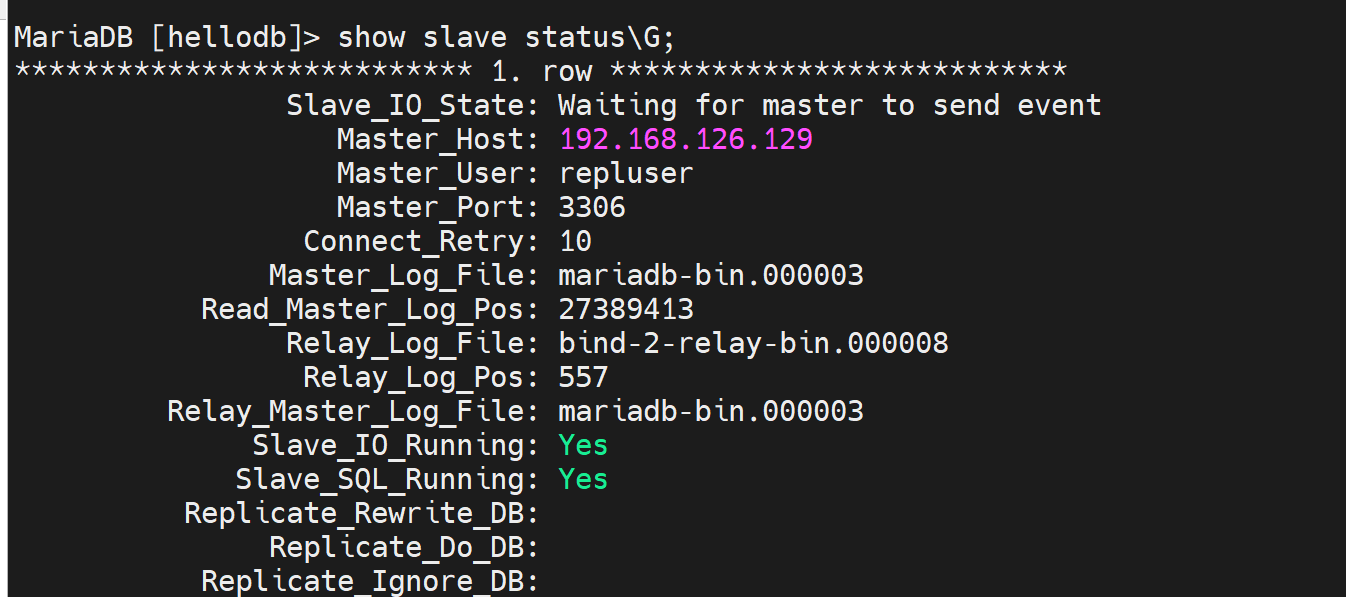 MariaDB [hellodb]> show slave status\G;
*************************** 1. row ***************************
Slave_IO_State: Waiting for master to send event
Master_Host: 192.168.126.129
Master_User: repluser
Master_Port: 3306
Connect_Retry: 10
Master_Log_File: mariadb-bin.000003
Read_Master_Log_Pos: 27389413
Relay_Log_File: bind-2-relay-bin.000008
Relay_Log_Pos: 557
Relay_Master_Log_File: mariadb-bin.000003
Slave_IO_Running: Yes
Slave_SQL_Running: Yes
Replicate_Rewrite_DB:
Replicate_Do_DB:
Replicate_Ignore_DB: